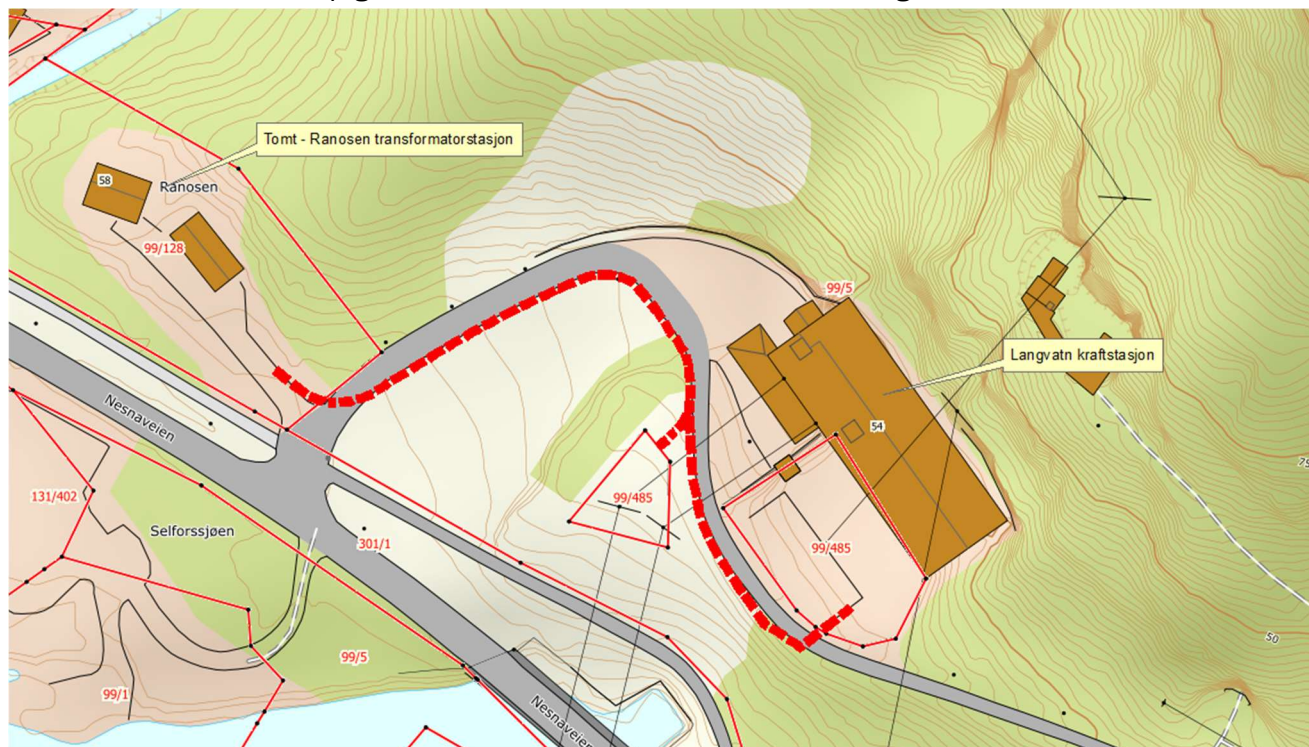 Tomt - Ranosen transformatorstasjon
58
Ranosen
99/128
99/5
Langvatn kraftstasjon
Nesnaveien
54
131/402
99/485
Selforssjøen
301/1
99/485
50
99/5
99/1
Nesnaveien